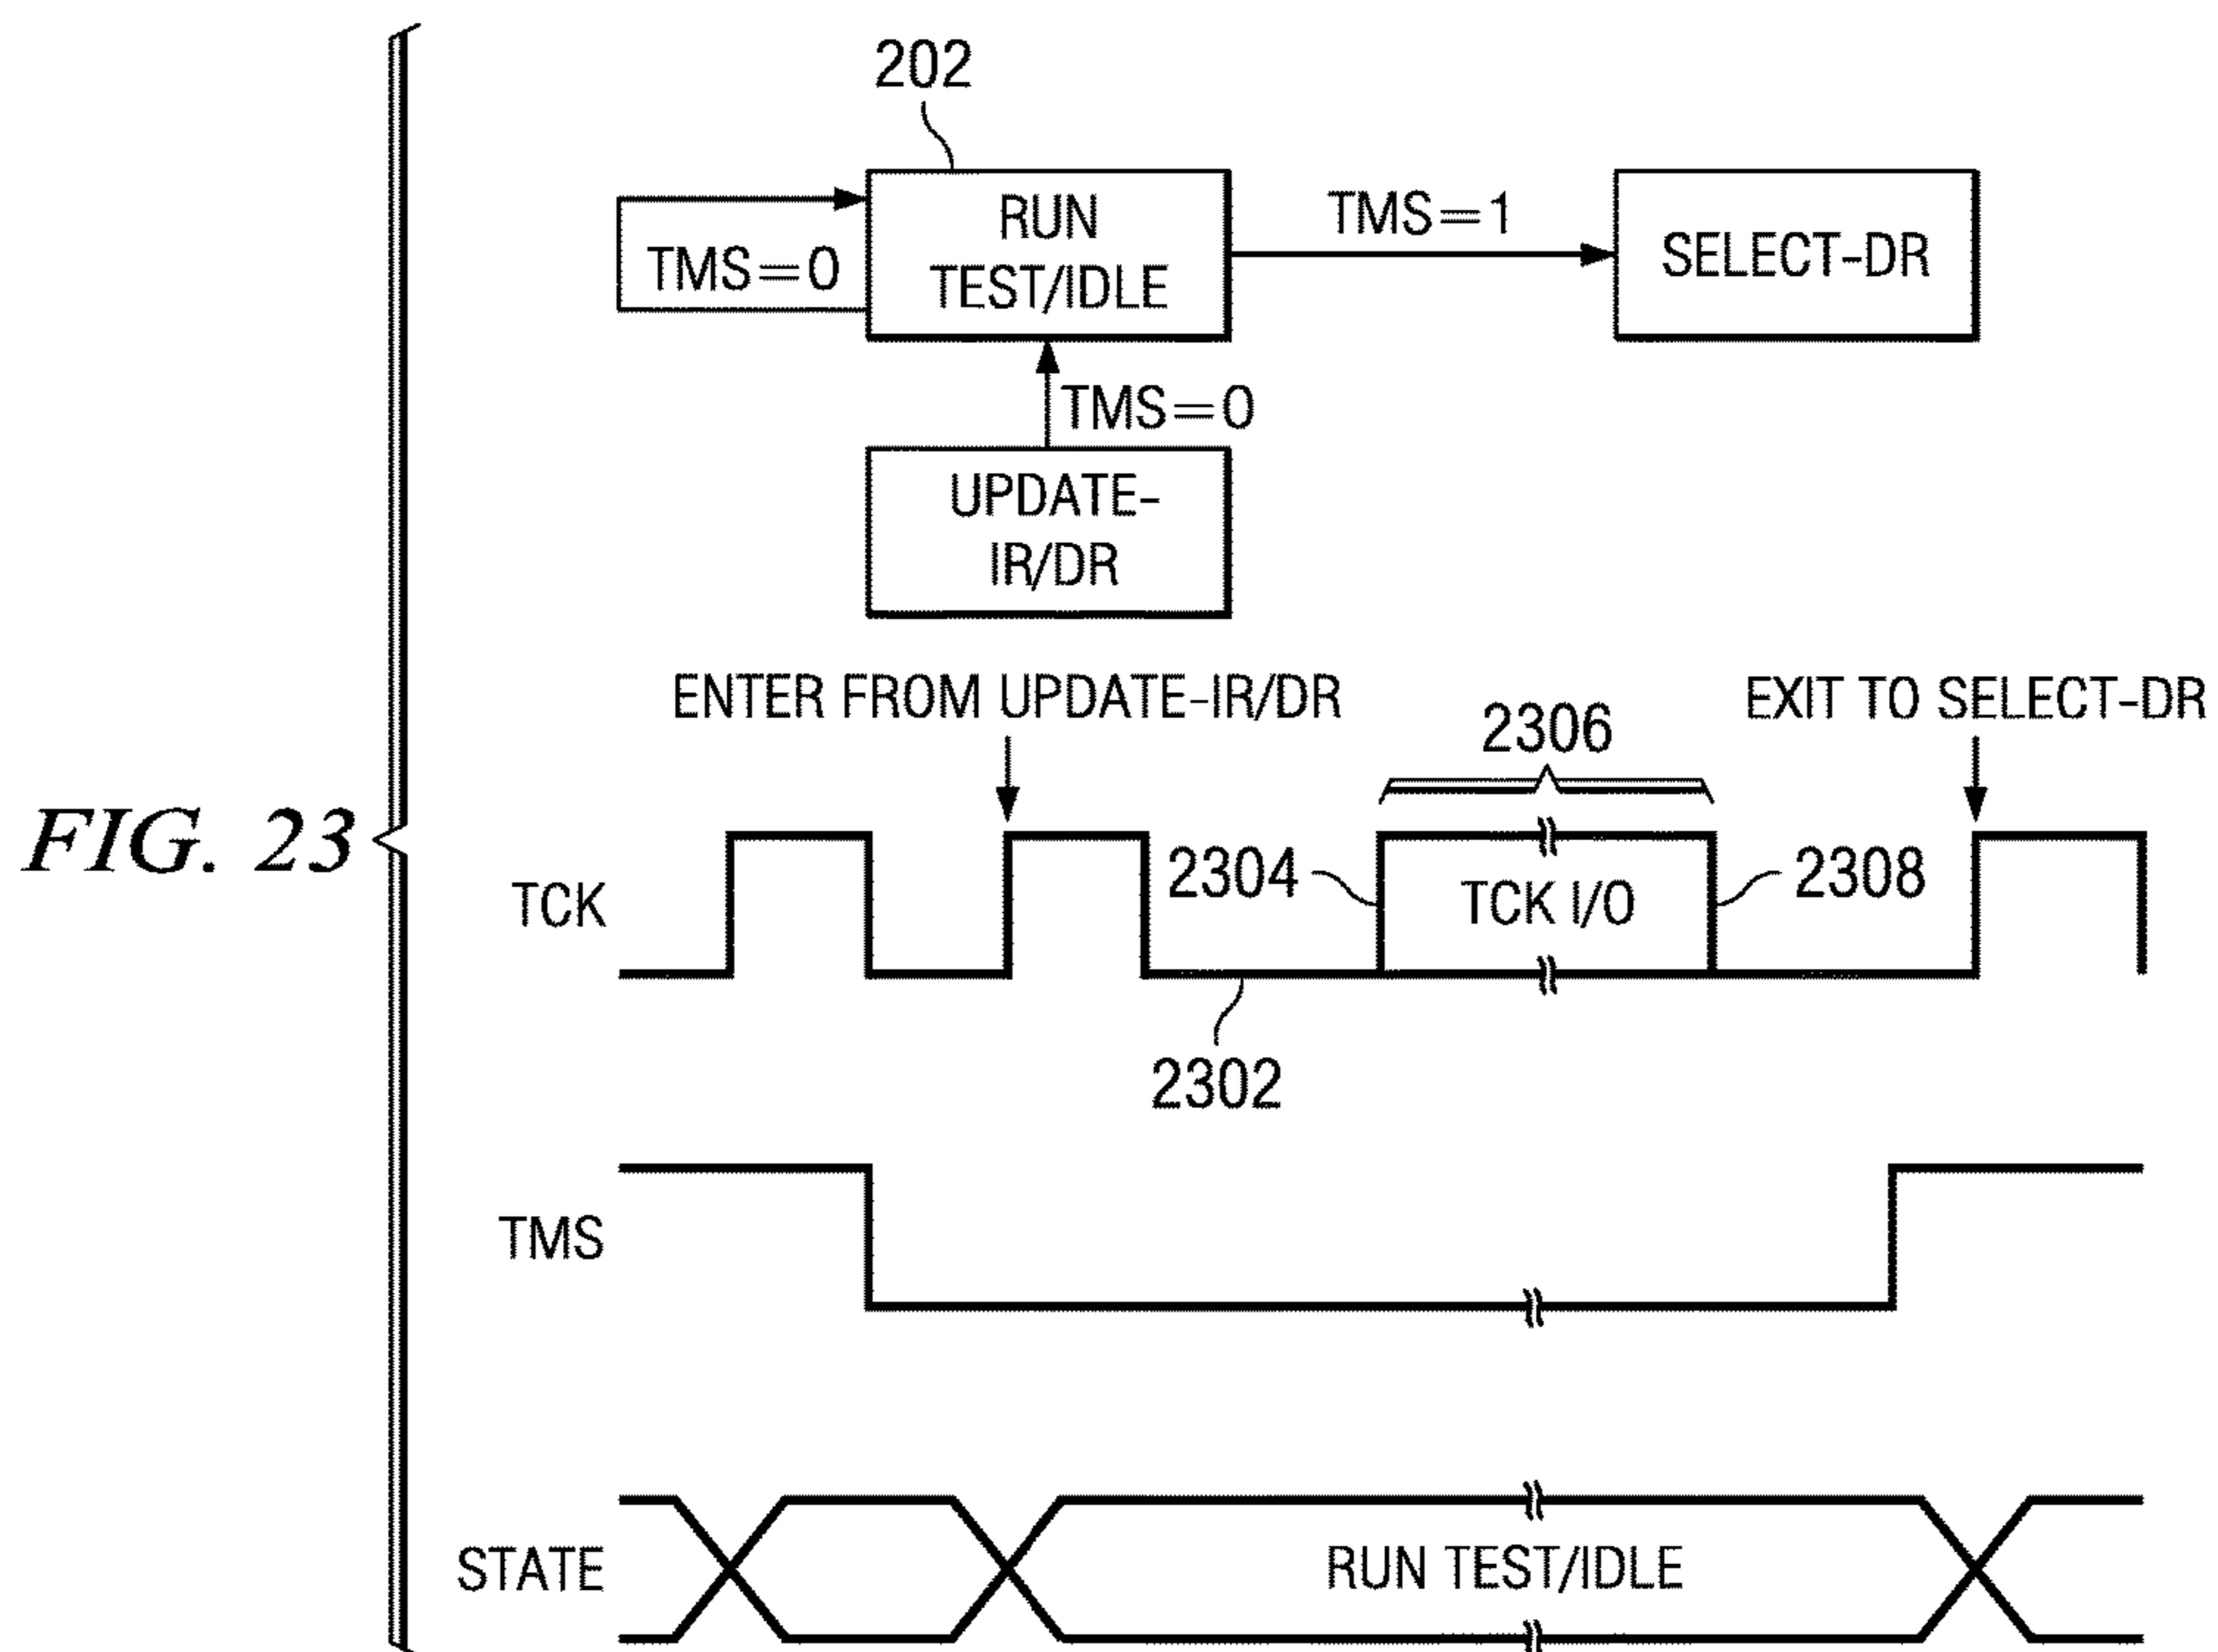 202
RUN
TEST/IDLE
TMS=0
TMS=1
SELECT-DR
TMS=0
UPDATE-
IR/DR
ENTER FROM UPDATE-IR/DR
EXIT TO SELECT-DR
2306
FIG. 23
TCK
2304
TCK I/O
2308
2302
TMS
STATE
RUN TEST/IDLE